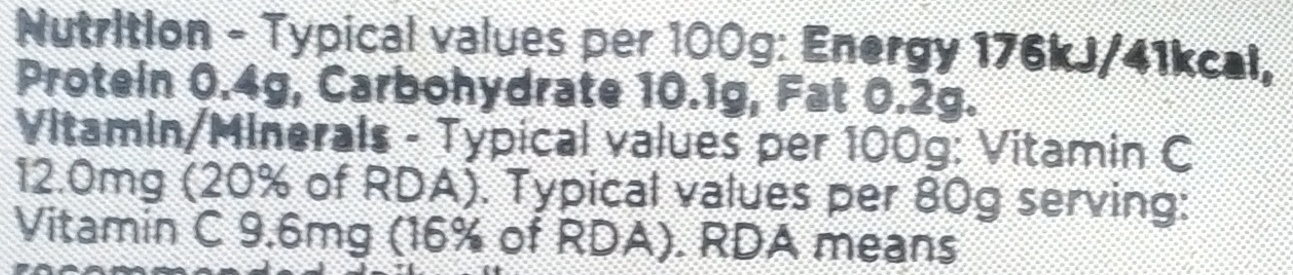 Nutrition - Typical values per 100g: Energy 176kJ/41kcal,
Protein 0.4g, Carbohydrate 10.1g, Fat 0.2g.
Vitamin/Minerals - Typical values per 100g: Vitamin C
12.0mg (20% of RDA). Typical values per 80g serving:
Vitamin C 9.6mg (16% of RDA). RDA means